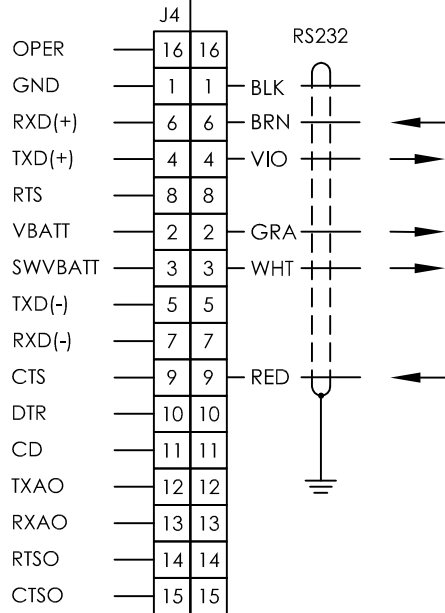 J4
RS232
OPER 16 16
GND 1 1 BLK
RXD(+) 6 6 BRN
TXD(+) 4 4 VIO
RTS 8 8
VBATT 2 2 GRA
SWVBATT 3 3 WHT
TXD(-) 5 5
RXD(-) 7 7
CTS 9 9 RED
DTR 10 10
CD 11 11
TXAO 12 12
RXAO 13 13
RTSO 14 14
CTSO 15 15